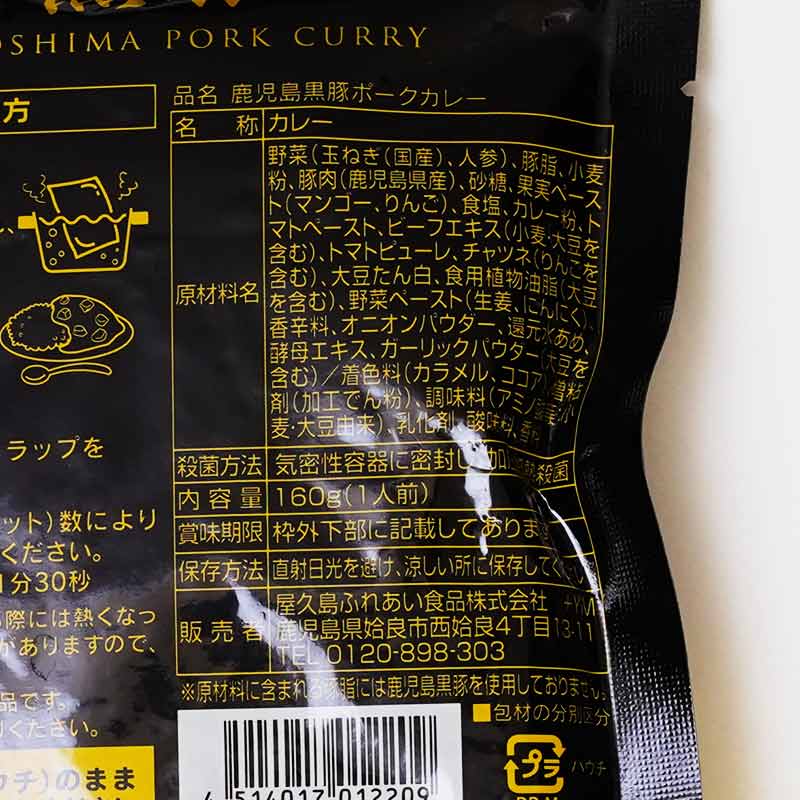 OSHIMA PORK CURRY
方
品名 鹿児島黒豚ポークカレー
名 称 カレー
原材料名
野菜(玉ねぎ(国産)、人参)、豚脂、小麦
粉、豚肉(鹿児島県産)、砂糖、果実ペース
ト(マンゴー、りんご)、食塩、カレー粉、ト
マトペースト、ビーフエキス(小麦・大豆を
含む)、トマトピューレ、チャツネ(りんごを
含む)、大豆たん白、食用植物油脂(大豆
を含む)、野菜ペースト(生姜、にんにく)、
香辛料、オニオンパウダー、還元水あめ、
酵母エキス、ガーリックパウダー(大豆を
含む)/着色料(カラメル、ココア)、増粘
剤(加工でん粉)、調味料(アミノ酸等)(小
麦・大豆由来)、乳化剤、酸味料、香料
殺菌方法 気密性容器に密封し、加圧加熱殺菌
内容量 160g(1人前)
賞味期限 枠外下部に記載してあります
保存方法 直射日光を避け、涼しい所に保存して
販売者
屋久島ふれあい食品株式会社 +YM
鹿児島県姶良市西姶良4丁目13-11
TEL 0120-898-303
※原材料に含まれる豚脂には鹿児島黒豚を使用しておりません。
ラップを
ット)数により
ください。
分30秒
際には熱くなっ
がありますので、
品です。
ください。
チ)のまま
■包材の分別区分
プラ
パウチ
4 514017 012209